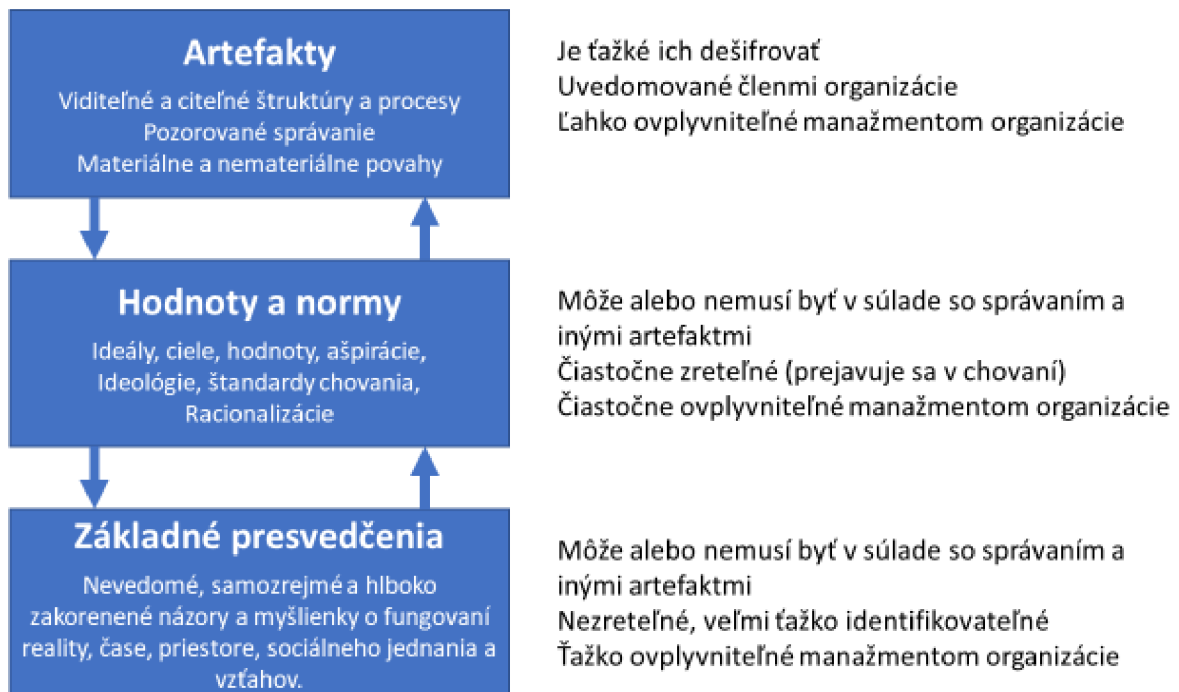 Artefakty
Viditeľné a citeľné štruktúry a procesy
Pozorované správanie
Materiálne a nemateriálne povahy
Je ťažké ich dešifrovať
Uvedomované členmi organizácie
Ľahko ovplyvniteľné manažmentom organizácie
Hodnoty a normy
Ideály, ciele, hodnoty, ašpirácie,
Ideológie, štandardy chovania,
Racionalizácie
Môže alebo nemusí byť v súlade so správaním a
inými artefaktmi
Čiastočne zreteľné (prejavuje sa v chovaní)
Čiastočne ovplyvniteľné manažmentom organizácie
Základné presvedčenia
Nevedomé, samozrejmé a hlboko
zakorenené názory a myšlienky o fungovaní
reality, čase, priestore, sociálneho jednania a
vzťahov.
Môže alebo nemusí byť v súlade so správaním a
inými artefaktmi
Nezreteľné, veľmi ťažko identifikovateľné
Ťažko ovplyvniteľné manažmentom organizácie